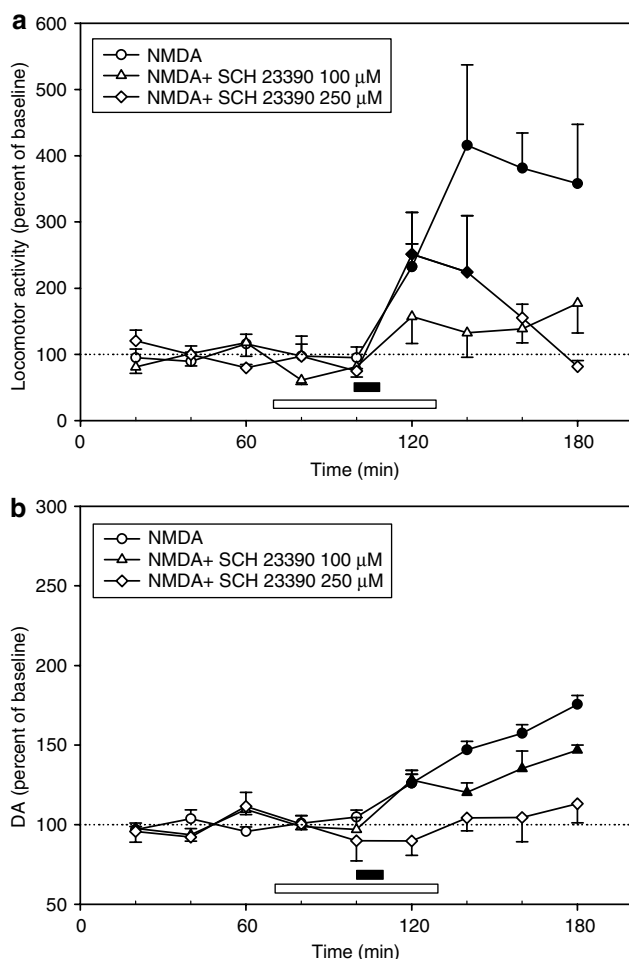 a
600
500
400
300
200
100
0
Locomotor activity (percent of baseline)
NMDA
NMDA+ SCH 23390 100 μM
NMDA+ SCH 23390 250 μM
0 60 120 180
Time (min)
b
300
250
200
150
100
50
DA (percent of baseline)
NMDA
NMDA+ SCH 23390 100 μM
NMDA+ SCH 23390 250 μM
0 60 120 180
Time (min)